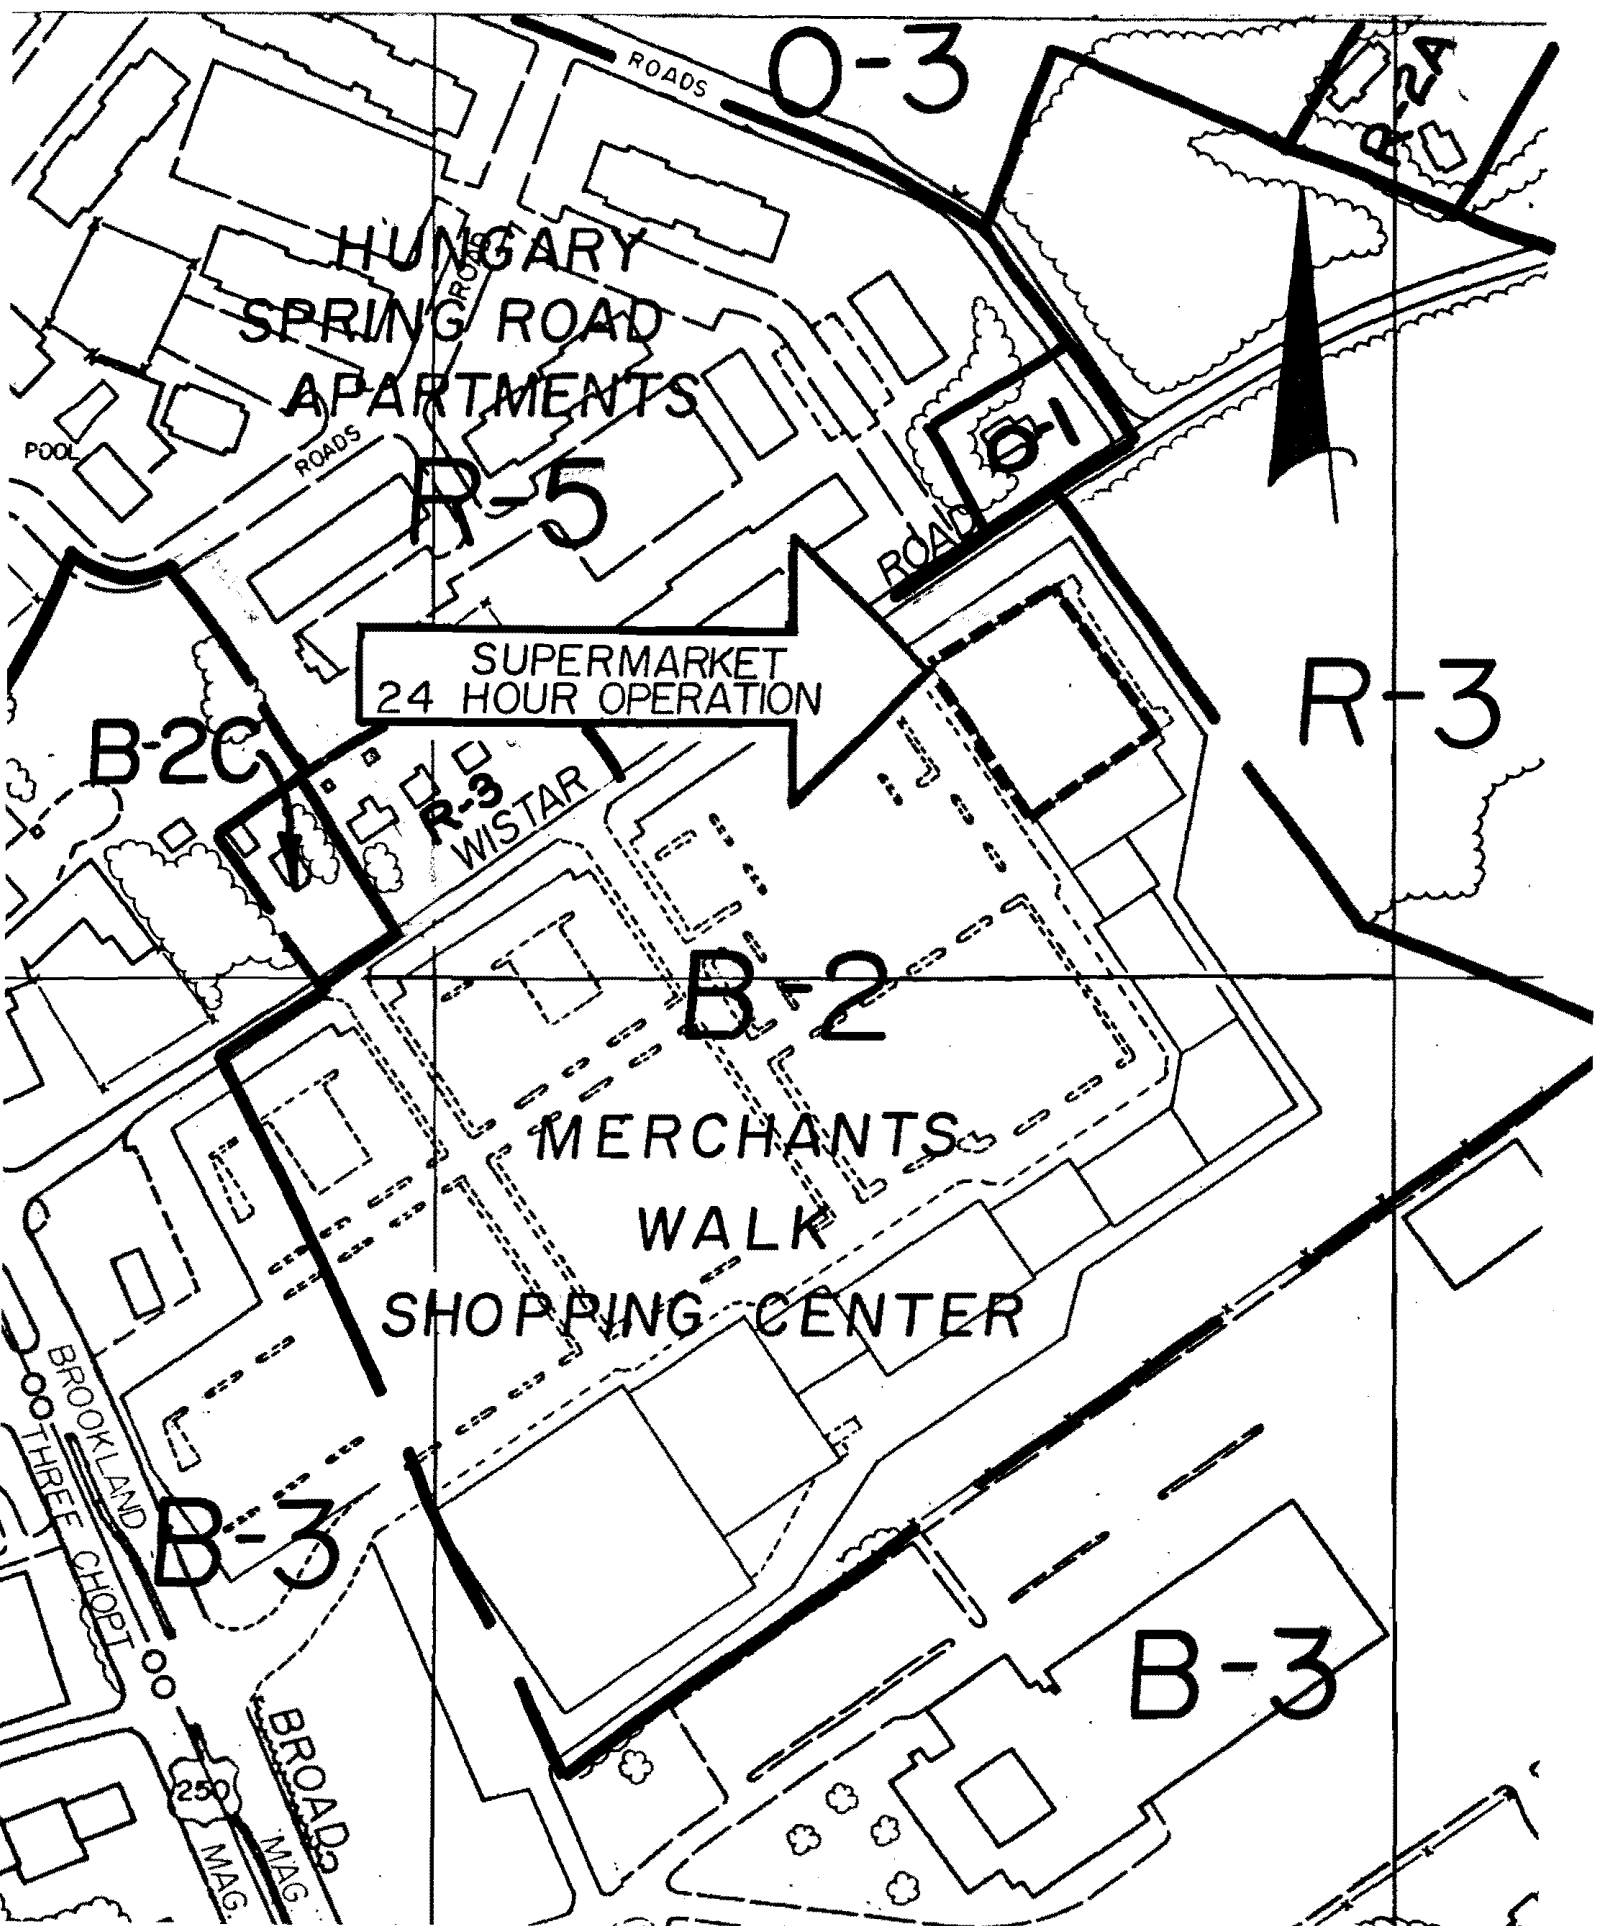 O-3
ROADS
R-2A
HUNGARY
SPRING ROAD
APARTMENTS
ROAD
POOL
ROADS
O-1
R-5
ROAD
SUPERMARKET
24 HOUR OPERATION
R-3
B-2C
R-3
WISTAR
B-2
MERCHANTS
WALK
SHOPPING CENTER
BROOKLAND
THREE CHOPT
B-3
B-3
BROAD
250
MAG.
MAG.